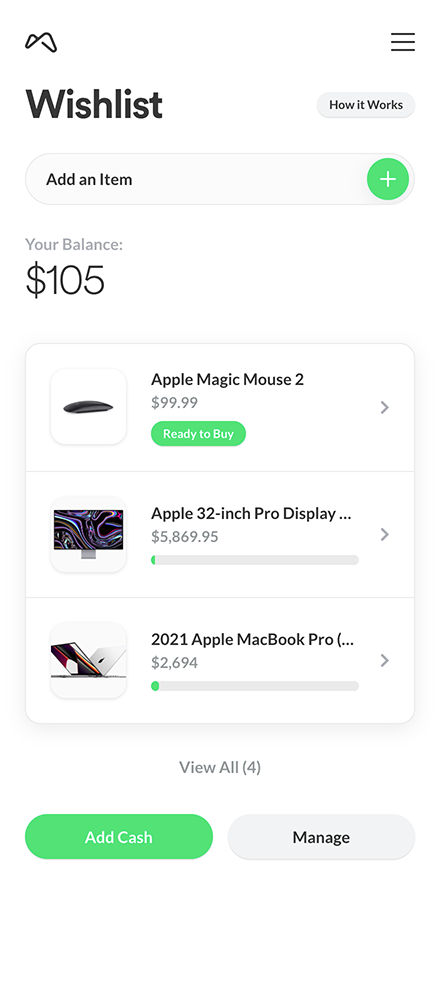 Wishlist
How it Works
Add an Item
Your Balance:
$105
Apple Magic Mouse 2
$99.99
Ready to Buy
Apple 32-inch Pro Display ...
$5,869.95
2021 Apple MacBook Pro (...
$2,694
View All (4)
Add Cash
Manage